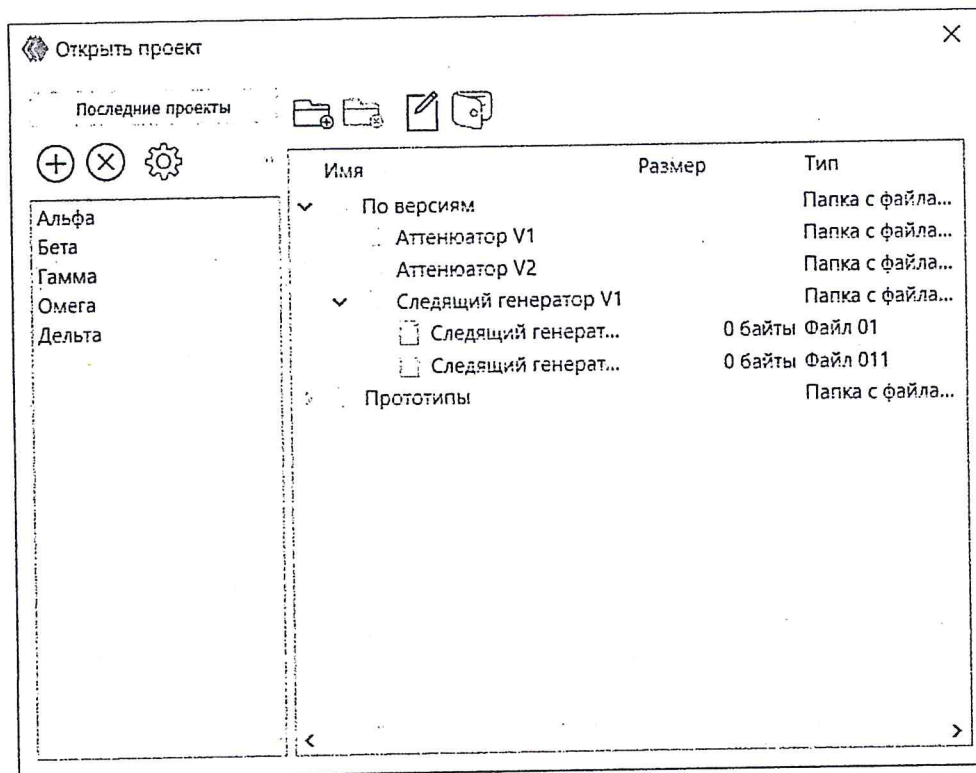 Открыть проект
Последние проекты
Альфа
Бета
Гамма
Омега
Дельта
Имя Размер Тип
По версиям Папка с файла...
Аттенюатор V1 Папка с файла...
Аттенюатор V2 Папка с файла...
Следящий генератор V1 Папка с файла...
Следящий генерат... 0 байты Файл 01
Следящий генерат... 0 байты Файл 011
Прототипы Папка с файла...